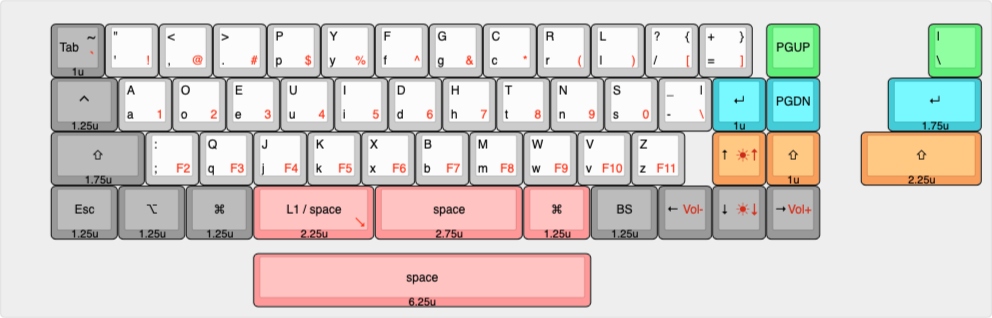 Tab ~ ` 1u
" ' !
< , @
> . #
P p $
Y y %
F f ^
G g &
C c *
R r (
L l )
? { / [
+ } = ]
PGUP
| \
^ 1.25u
A a 1
O o 2
E e 3
U u 4
I i 5
D d 6
H h 7
T t 8
N n 9
S s 0
_ | - \
↵ 1u
PGDN
↵ 1.75u
⇧ 1.75u
: ; F2
Q q F3
J j F4
K k F5
X x F6
B b F7
M m F8
W w F9
V v F10
Z z F11
↑ ☀↑
⇧ 1u
⇧ 2.25u
Esc 1.25u
⌥ 1.25u
⌘ 1.25u
L1 / space ↘ 2.25u
space 2.75u
⌘ 1.25u
BS 1.25u
← Vol-
↓ ☀↓
→ Vol+
space
6.25u